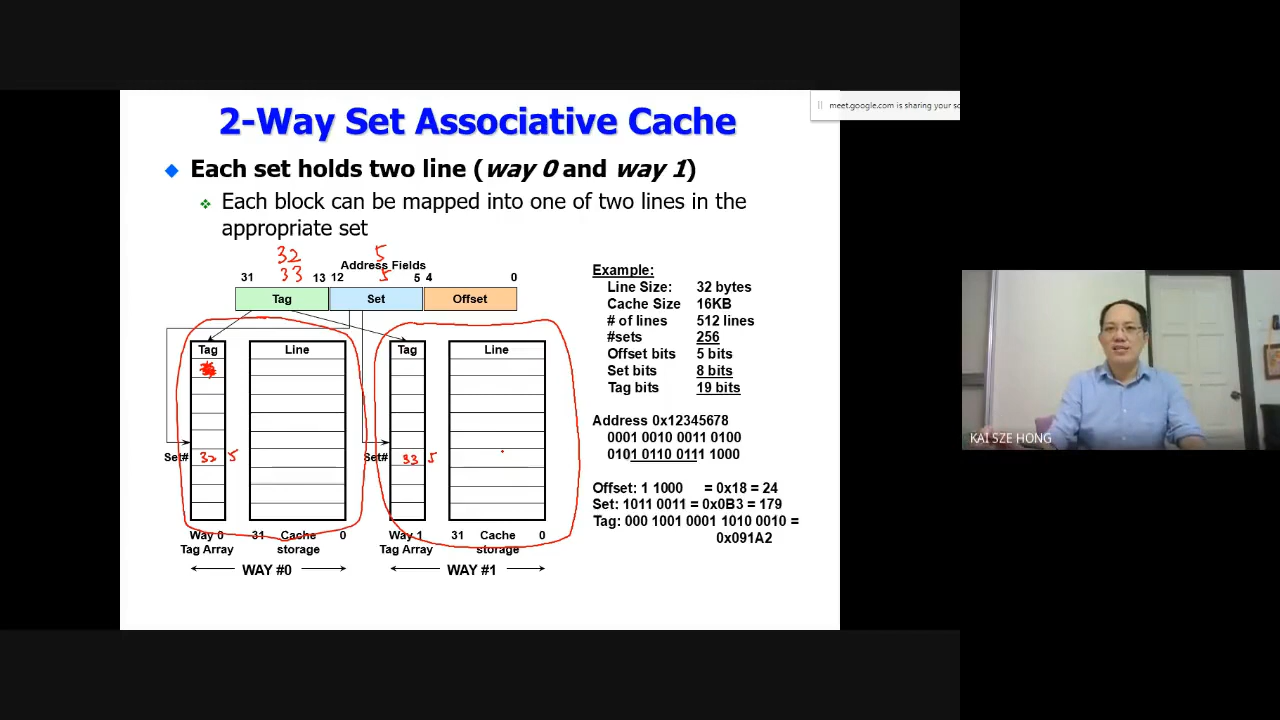 2-Way Set Associative Cache
meet.google.com is sharing your sc
Each set holds two line (way 0 and way 1)
Each block can be mapped into one of two lines in the
appropriate set
32 5
Address Fields
31 33 13 12 5 5 4 0
Tag Set Offset
Tag Line Tag Line
Set# 32 5 Set# 33 5
Way 0 31 Cache 0 Way 1 31 Cache 0
Tag Array storage Tag Array storage
WAY #0 WAY #1
Example:
Line Size: 32 bytes
Cache Size 16KB
# of lines 512 lines
#sets 256
Offset bits 5 bits
Set bits 8 bits
Tag bits 19 bits
Address 0x12345678
0001 0010 0011 0100
0101 0110 0111 1000
Offset: 1 1000 = 0x18 = 24
Set: 1011 0011 = 0x0B3 = 179
Tag: 000 1001 0001 1010 0010 =
0x091A2
KAI SZE HONG